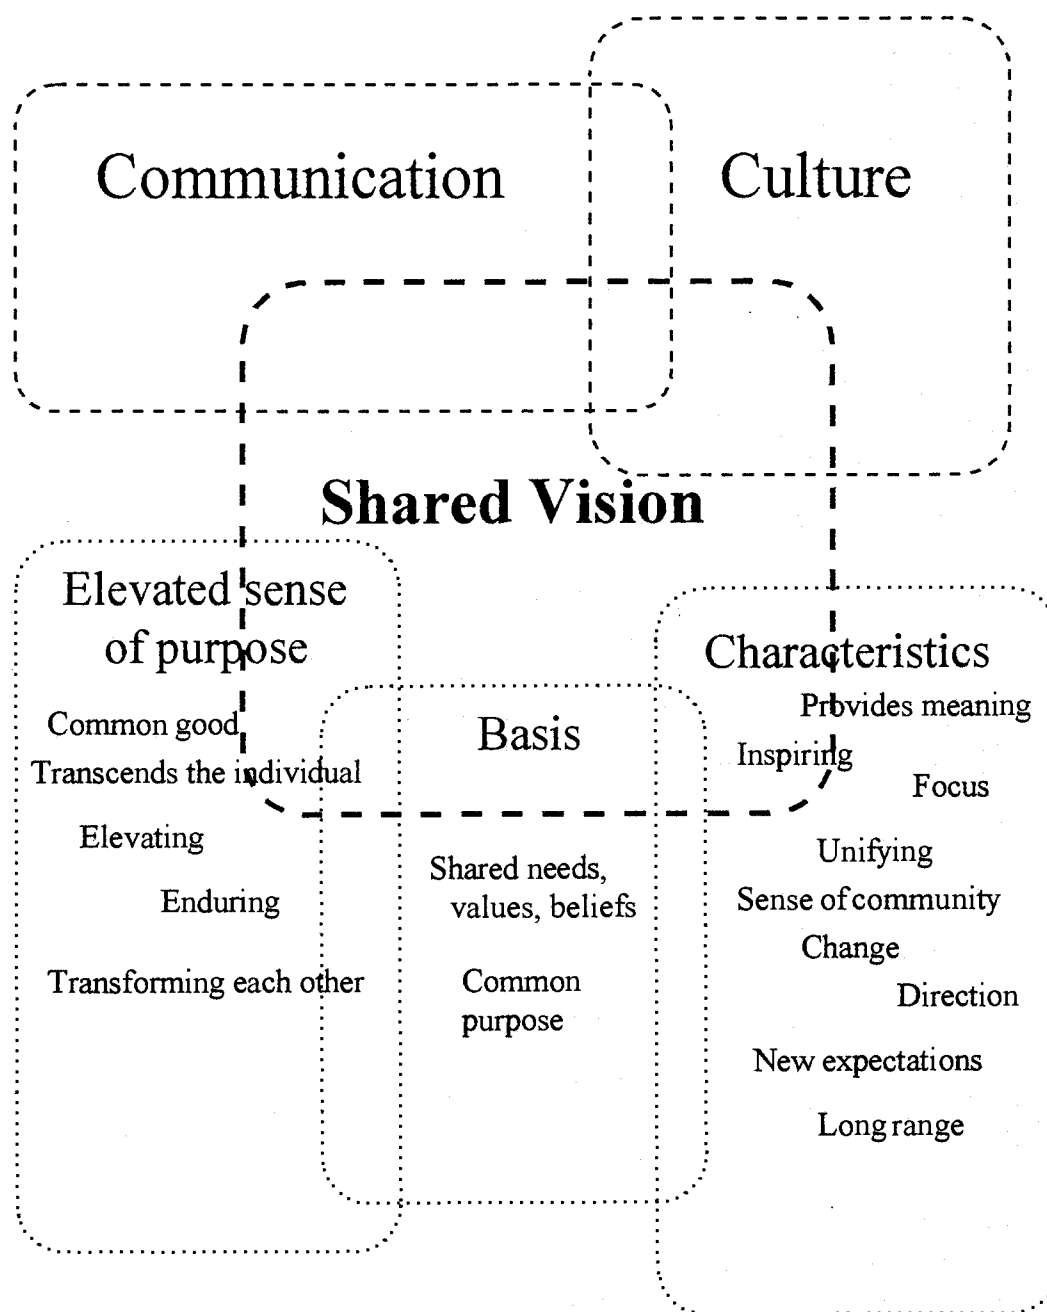 Communication
Culture
Shared Vision
Elevated sense
of purpose
Common good
Transcends the individual
Elevating
Enduring
Transforming each other
Basis
Shared needs,
values, beliefs
Common
purpose
Characteristics
Provides meaning
Inspiring
Focus
Unifying
Sense of community
Change
Direction
New expectations
Long range